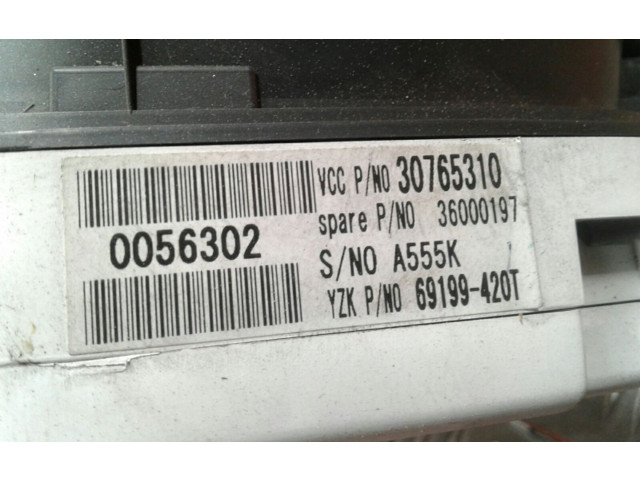 0056302
VCC P/NO 30765310
spare P/NO 36000197
S/NO A555K
YZK P/NO 69199-420T